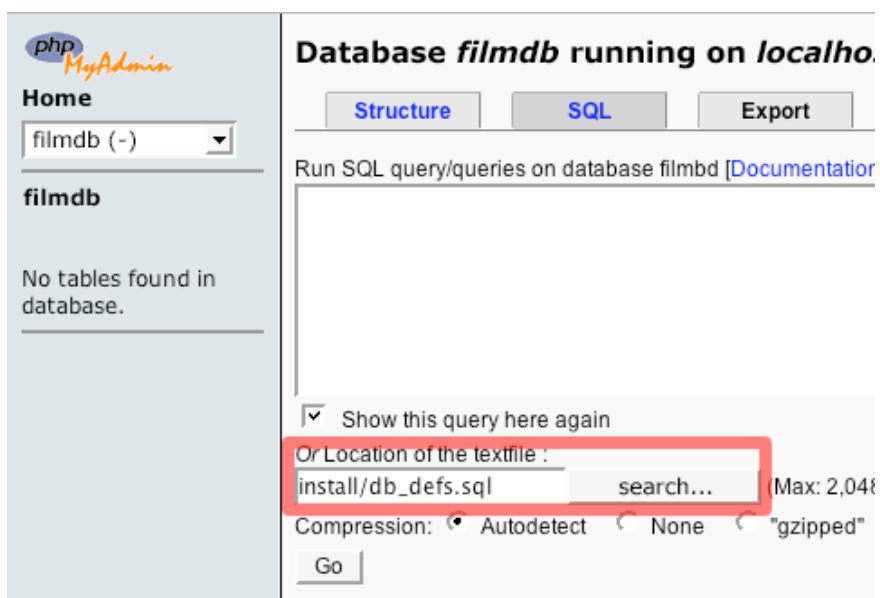 php
MyAdmin
Home
filmdb (-)
filmdb
No tables found in
database.
Database filmdb running on localho
Structure
SQL
Export
Run SQL query/queries on database filmbd [Documentation
Show this query here again
Or Location of the textfile :
install/db_defs.sql
search...
(Max: 2,048
Compression:
Autodetect
None
"gzipped"
Go